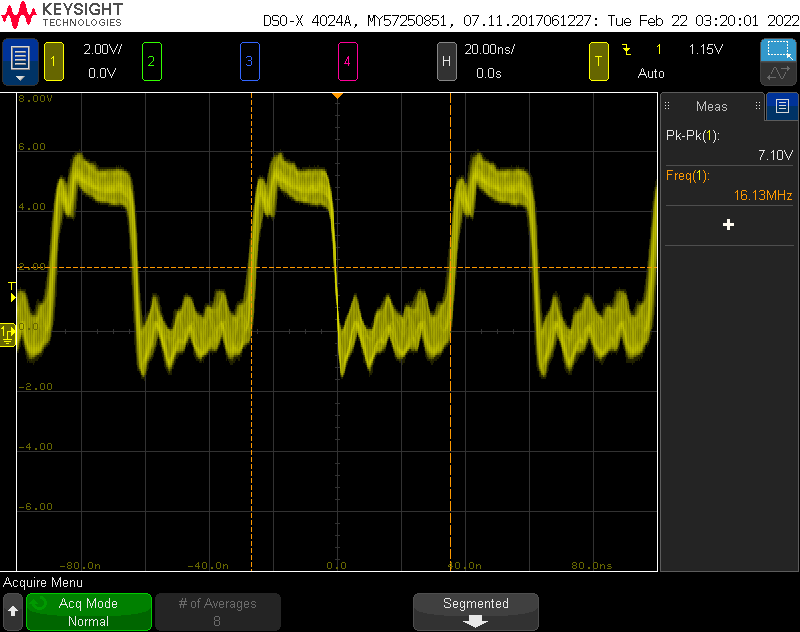 KEYSIGHT
TECHNOLOGIES
DSO-X 4024A, MY57250851, 07.11.2017061227: Tue Feb 22 03:20:01 2022
1 2.00V/ 2 3 4 H 20.00ns/ T 1 1.15V
0.0V 0.0s Auto
8.00V
Meas
6.00
Pk-Pk(1):
7.10V
Freq(1):
16.13MHz
4.00
+
2.00
T
1 0.0
-2.00
-4.00
-6.00
-80.0n -40.0n 0.0 40.0n 80.0ns
Acquire Menu
Acq Mode # of Averages Segmented
Normal 8